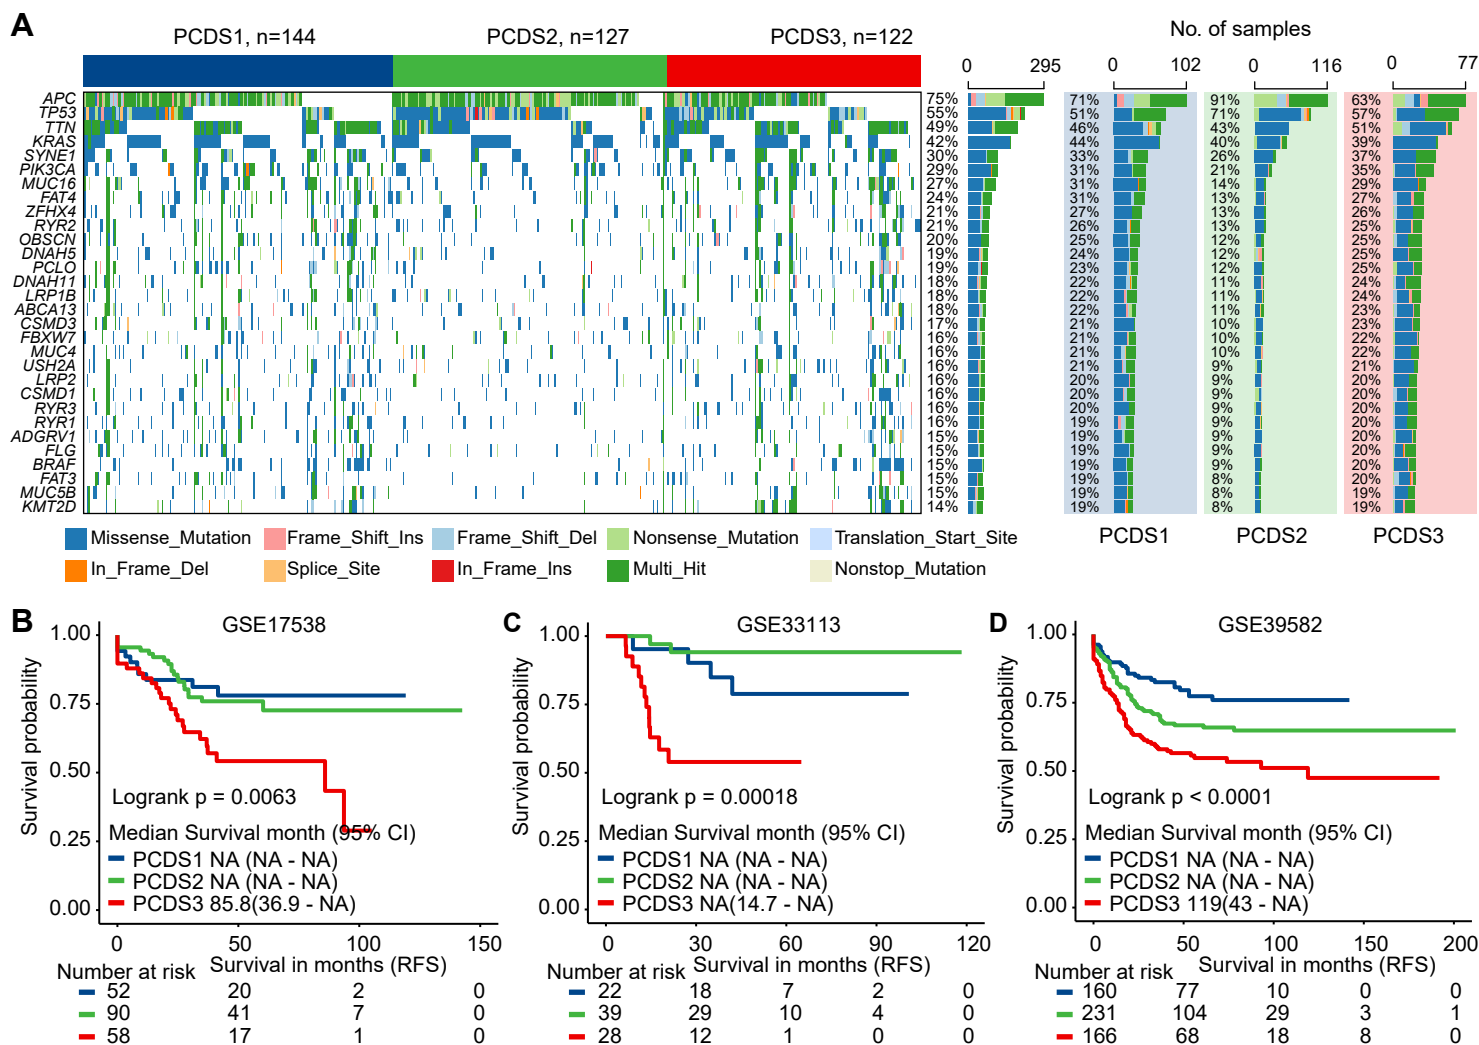 A
PCDS1, n=144
PCDS2, n=127
PCDS3, n=122
No. of samples
0 295
0 102
0 116
0 77
APC 75% 71% 91% 63%
TP53 55% 51% 71% 57%
TTN 49% 46% 43% 51%
KRAS 42% 44% 40% 39%
SYNE1 30% 33% 26% 37%
PIK3CA 29% 31% 21% 35%
MUC16 27% 31% 14% 29%
FAT4 24% 31% 13% 27%
ZFHX4 21% 27% 13% 26%
RYR2 21% 26% 13% 25%
OBSCN 20% 25% 12% 25%
DNAH5 19% 24% 12% 25%
PCLO 19% 23% 12% 25%
DNAH11 18% 22% 11% 24%
LRP1B 18% 22% 11% 24%
ABCA13 18% 22% 11% 23%
CSMD3 17% 21% 10% 23%
FBXW7 16% 21% 10% 22%
MUC4 16% 21% 10% 22%
USH2A 16% 21% 9% 21%
LRP2 16% 20% 9% 20%
CSMD1 16% 20% 9% 20%
RYR3 16% 20% 9% 20%
RYR1 16% 19% 9% 20%
ADGRV1 15% 19% 9% 20%
FLG 15% 19% 9% 20%
BRAF 15% 19% 9% 20%
FAT3 15% 19% 8% 20%
MUC5B 15% 19% 8% 19%
KMT2D 14% 19% 8% 19%
PCDS1 PCDS2 PCDS3
Missense_Mutation Frame_Shift_Ins Frame_Shift_Del Nonsense_Mutation Translation_Start_Site
In_Frame_Del Splice_Site In_Frame_Ins Multi_Hit Nonstop_Mutation
B
GSE17538
Survival probability
1.00
0.75
0.50
0.25
0.00
Logrank p = 0.0063
Median Survival month (95% CI)
PCDS1 NA (NA - NA)
PCDS2 NA (NA - NA)
PCDS3 85.8(36.9 - NA)
0 50 100 150
Survival in months (RFS)
Number at risk
52 20 2 0
90 41 7 0
58 17 1 0
C
GSE33113
Survival probability
1.00
0.75
0.50
0.25
0.00
Logrank p = 0.00018
Median Survival month (95% CI)
PCDS1 NA (NA - NA)
PCDS2 NA (NA - NA)
PCDS3 NA(14.7 - NA)
0 30 60 90 120
Survival in months (RFS)
Number at risk
22 18 7 2 0
39 29 10 4 0
28 12 1 0 0
D
GSE39582
Survival probability
1.00
0.75
0.50
0.25
0.00
Logrank p < 0.0001
Median Survival month (95% CI)
PCDS1 NA (NA - NA)
PCDS2 NA (NA - NA)
PCDS3 119(43 - NA)
0 50 100 150 200
Survival in months (RFS)
Number at risk
160 77 10 0 0
231 104 29 3 1
166 68 18 8 0